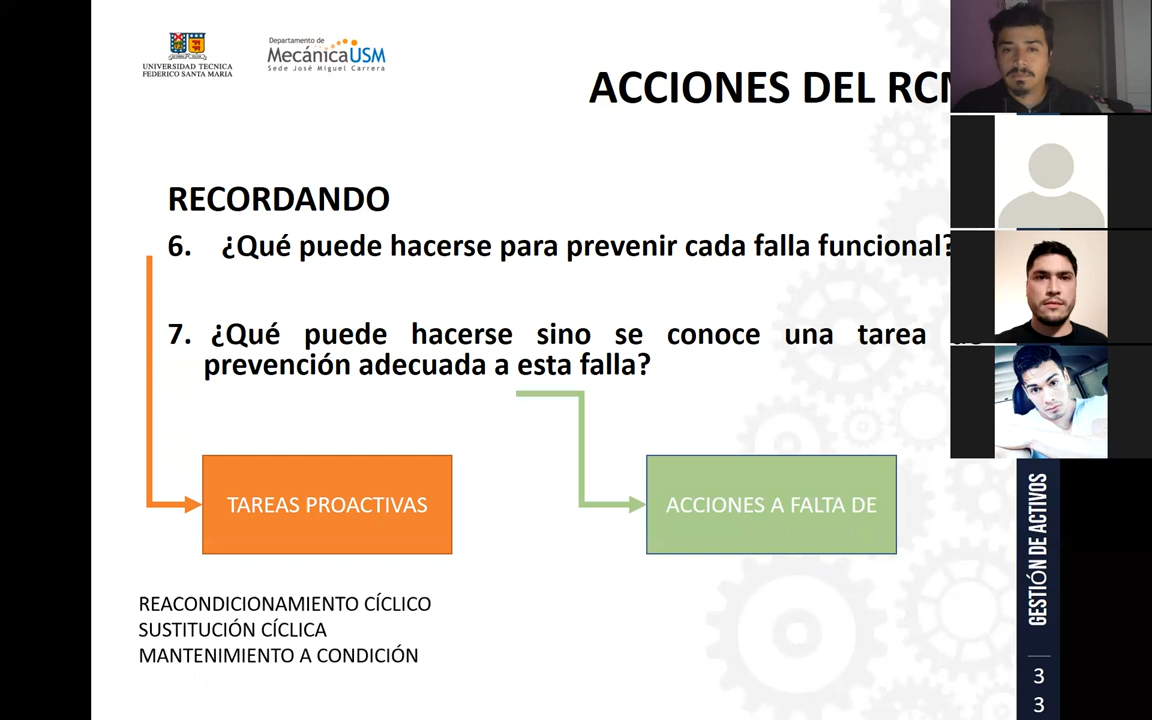 UNIVERSIDAD TECNICA
FEDERICO SANTA MARIA
Departamento de
MecánicaUSM
Sede José Miguel Carrera
ACCIONES DEL
RECORDANDO
6. ¿Qué puede hacerse para prevenir cada falla funcional?
7. ¿Qué puede hacerse sino se conoce una tarea
prevención adecuada a esta falla?
TAREAS PROACTIVAS
ACCIONES A FALTA DE
REACONDICIONAMIENTO CÍCLICO
SUSTITUCIÓN CÍCLICA
MANTENIMIENTO A CONDICIÓN
GESTIÓN DE ACTIVOS
3
3